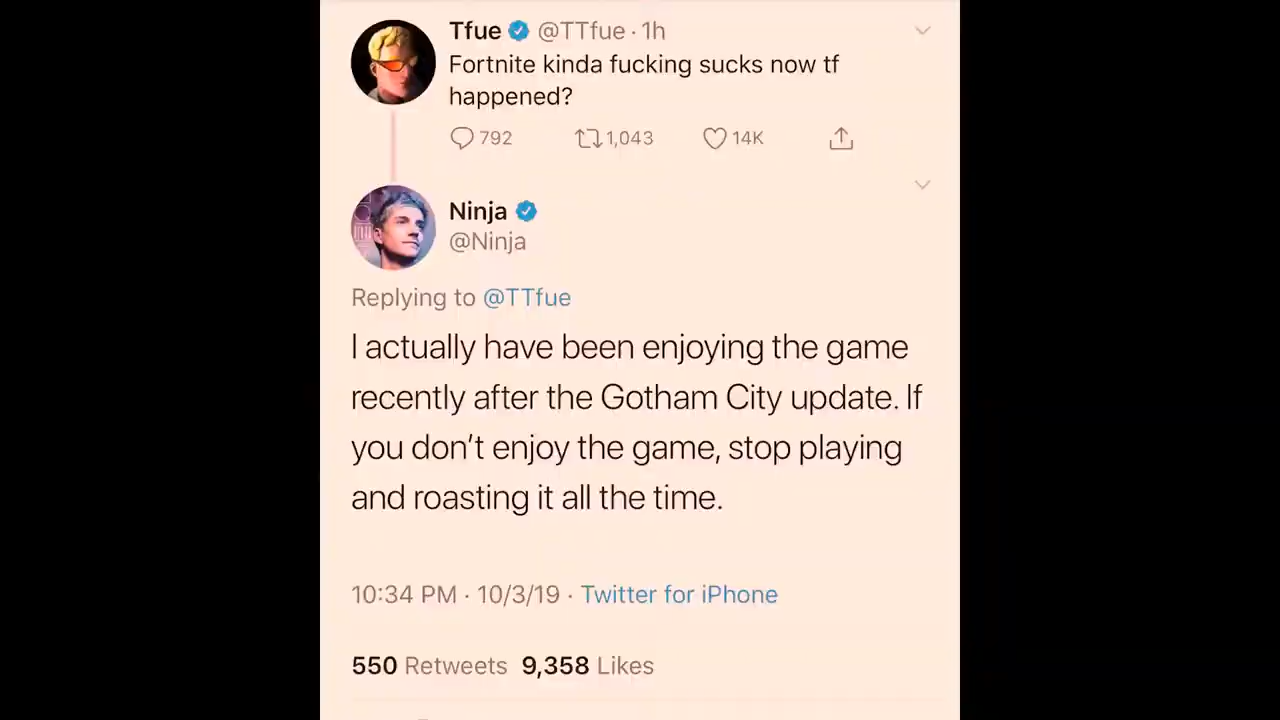 Tfue @TTfue · 1h
Fortnite kinda fucking sucks now tf
happened?
792 1,043 14K
Ninja
@Ninja
Replying to @TTfue
I actually have been enjoying the game
recently after the Gotham City update. If
you don't enjoy the game, stop playing
and roasting it all the time.
10:34 PM · 10/3/19 · Twitter for iPhone
550 Retweets 9,358 Likes